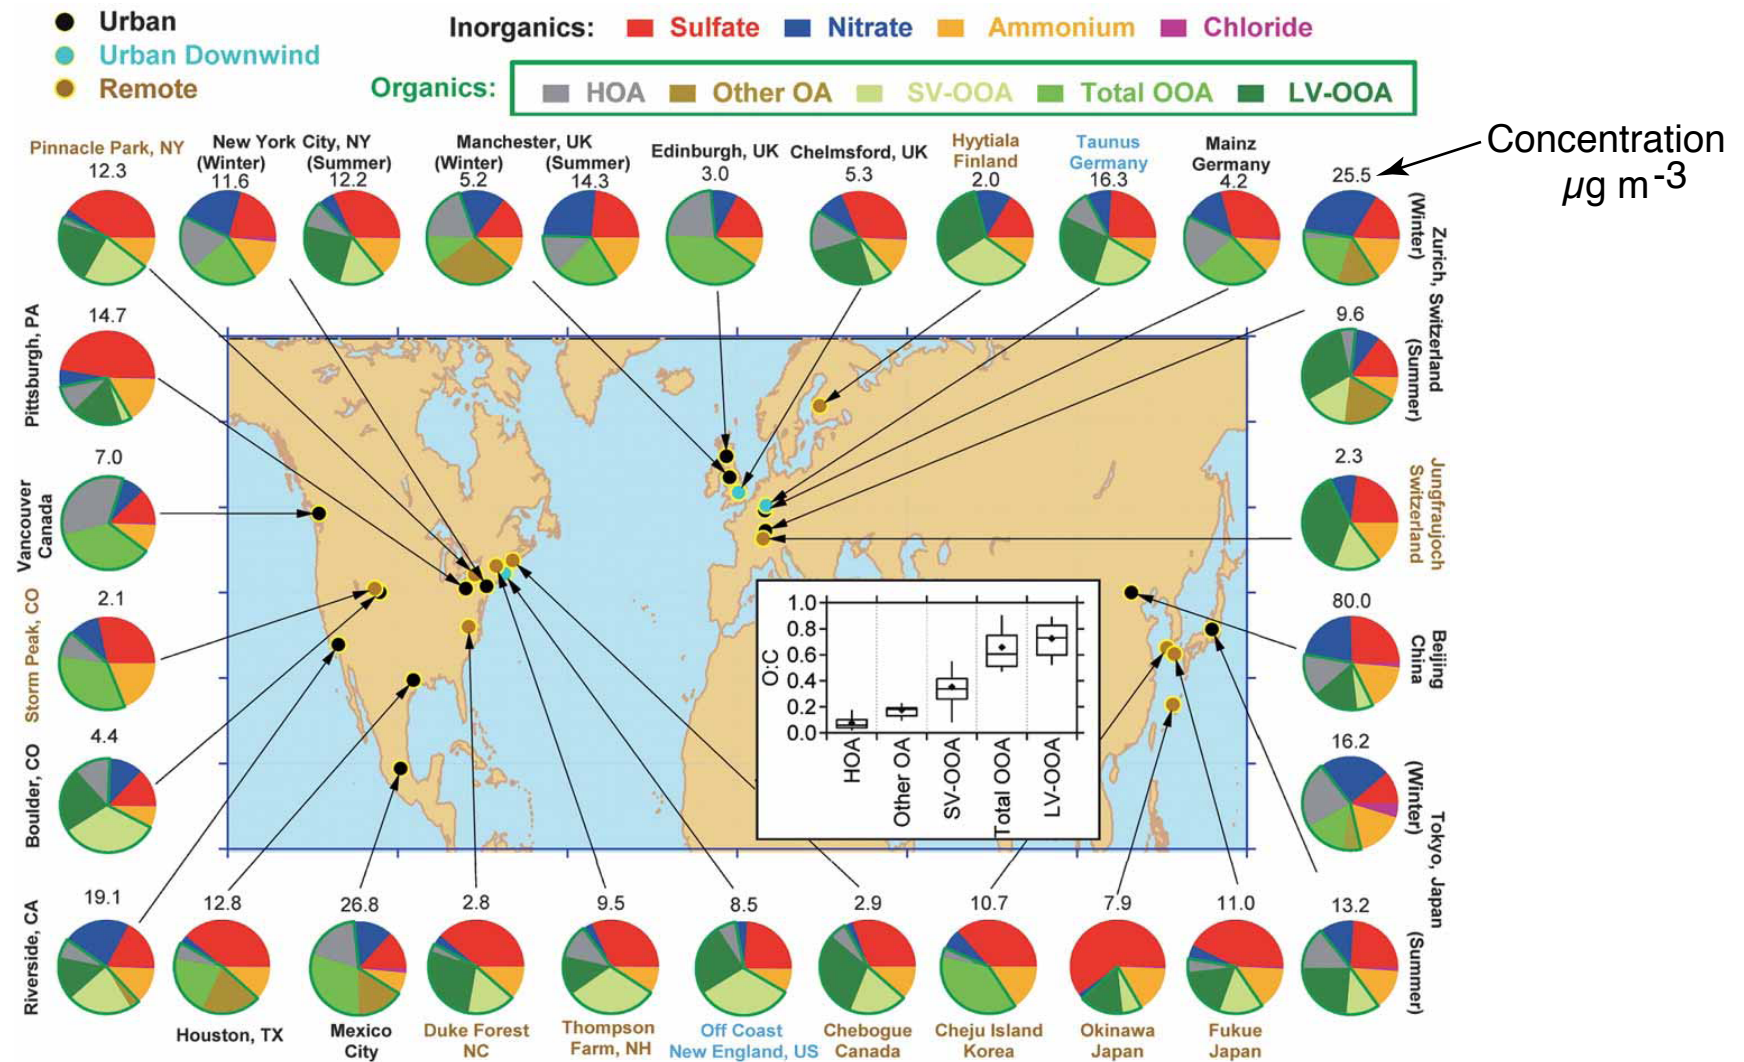 Urban
Urban Downwind
Remote
Inorganics: Sulfate Nitrate Ammonium Chloride
Organics: HOA Other OA SV-OOA Total OOA LV-OOA
Concentration
µg m-3
Pinnacle Park, NY
12.3
New York City, NY
(Winter) (Summer)
11.6 12.2
Manchester, UK
(Winter) (Summer)
5.2 14.3
Edinburgh, UK
3.0
Chelmsford, UK
5.3
Hyytiala
Finland
2.0
Taunus
Germany
16.3
Mainz
Germany
4.2
25.5
(Winter)
Zurich, Switzerland
9.6
(Summer)
Pittsburgh, PA
14.7
Vancouver
Canada
7.0
Storm Peak, CO
2.1
Boulder, CO
4.4
Riverside, CA
19.1
2.3
Jungfraujoch
Switzerland
80.0
Beijing
China
16.2
(Winter)
Tokyo, Japan
13.2
(Summer)
O:C
1.0
0.8
0.6
0.4
0.2
0.0
HOA
Other OA
SV-OOA
Total OOA
LV-OOA
12.8
Houston, TX
26.8
Mexico
City
2.8
Duke Forest
NC
9.5
Thompson
Farm, NH
8.5
Off Coast
New England, US
2.9
Chebogue
Canada
10.7
Cheju Island
Korea
7.9
Okinawa
Japan
11.0
Fukue
Japan